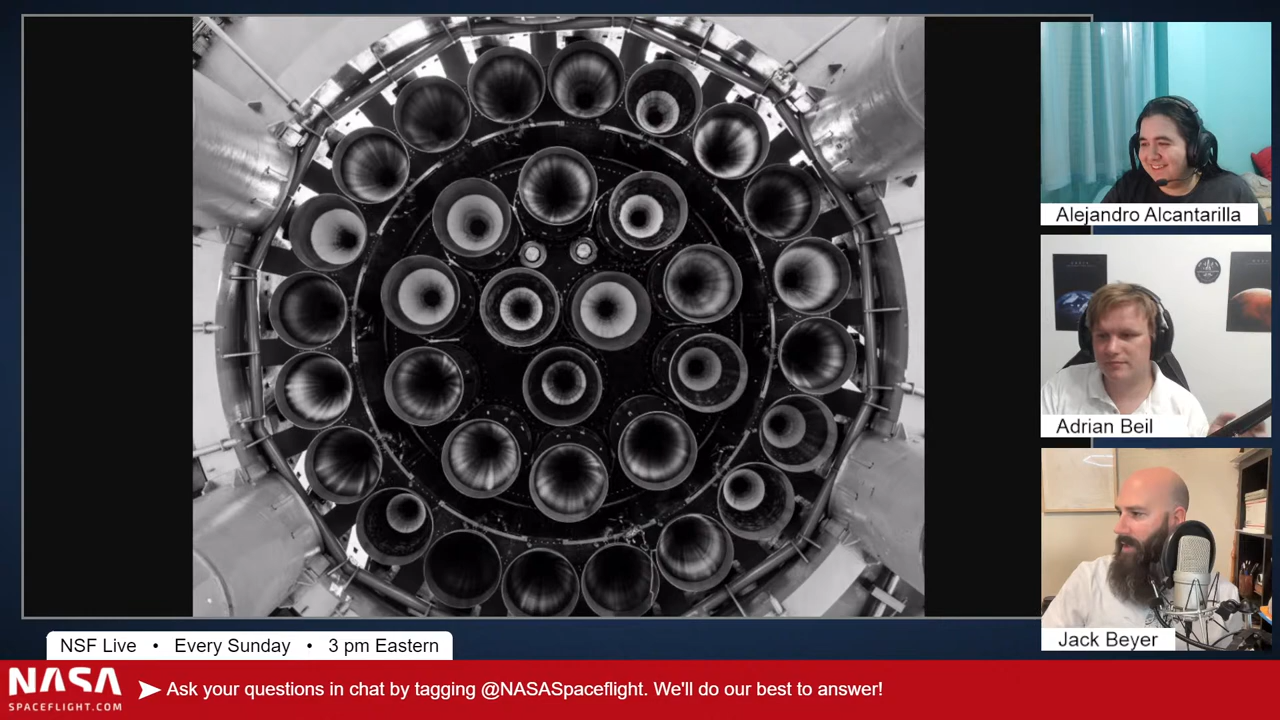 Alejandro Alcantarilla
Adrian Beil
Jack Beyer
NSF Live • Every Sunday • 3 pm Eastern
NASA
SPACEFLIGHT.COM
Ask your questions in chat by tagging @NASASpaceflight. We'll do our best to answer!